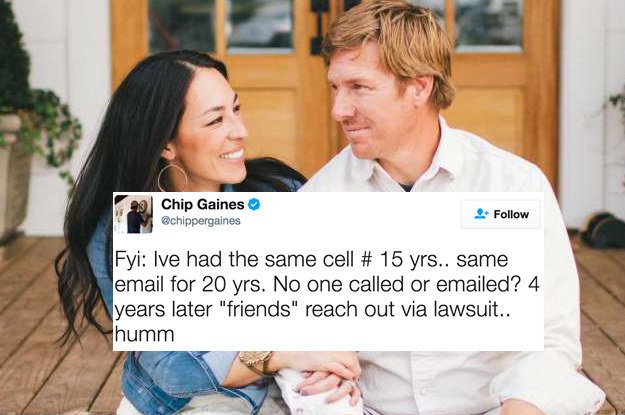 Chip Gaines
@chippergaines
Follow
Fyi: Ive had the same cell # 15 yrs.. same
email for 20 yrs. No one called or emailed? 4
years later "friends" reach out via lawsuit..
humm